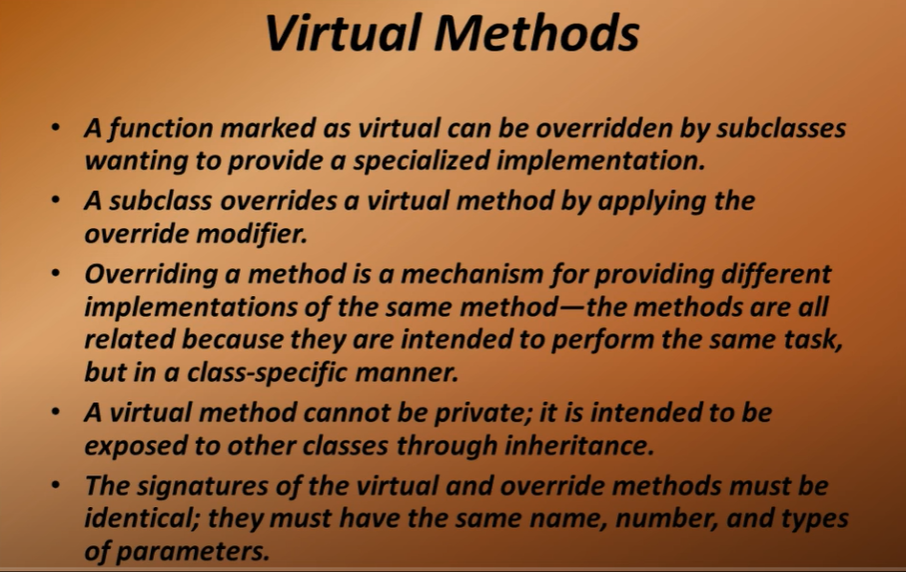 Virtual Methods
• A function marked as virtual can be overridden by subclasses
wanting to provide a specialized implementation.
• A subclass overrides a virtual method by applying the
override modifier.
• Overriding a method is a mechanism for providing different
implementations of the same method—the methods are all
related because they are intended to perform the same task,
but in a class-specific manner.
• A virtual method cannot be private; it is intended to be
exposed to other classes through inheritance.
• The signatures of the virtual and override methods must be
identical; they must have the same name, number, and types
of parameters.